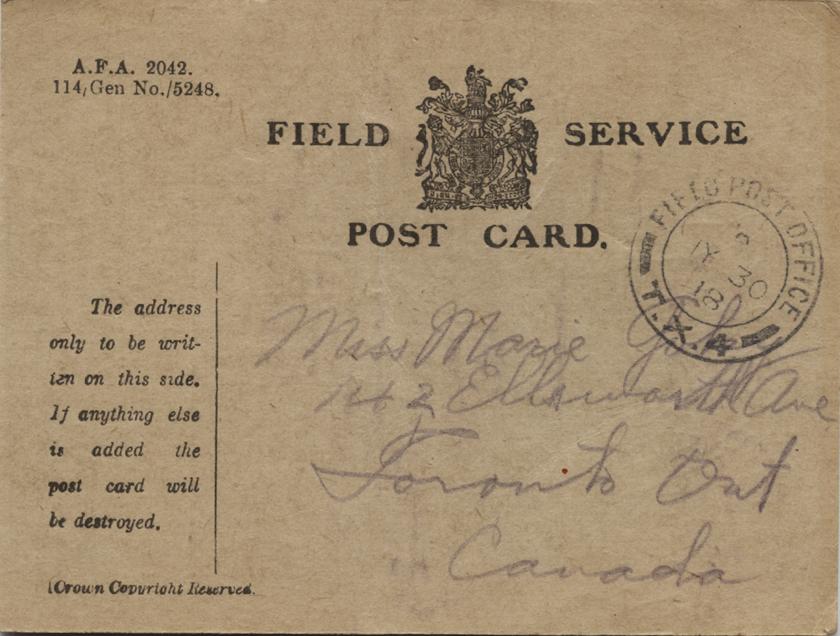 A.F.A. 2042.
114/Gen No./5248.
FIELD SERVICE
POST CARD.
FIELD POST OFFICE
30
18
T.X.4
The address
only to be writ-
ten on this side.
If anything else
is added the
post card will
be destroyed.
(Crown Copyright Reserved.
Miss Marie
142 Ellsworth Ave
Toronto Ont
Canada